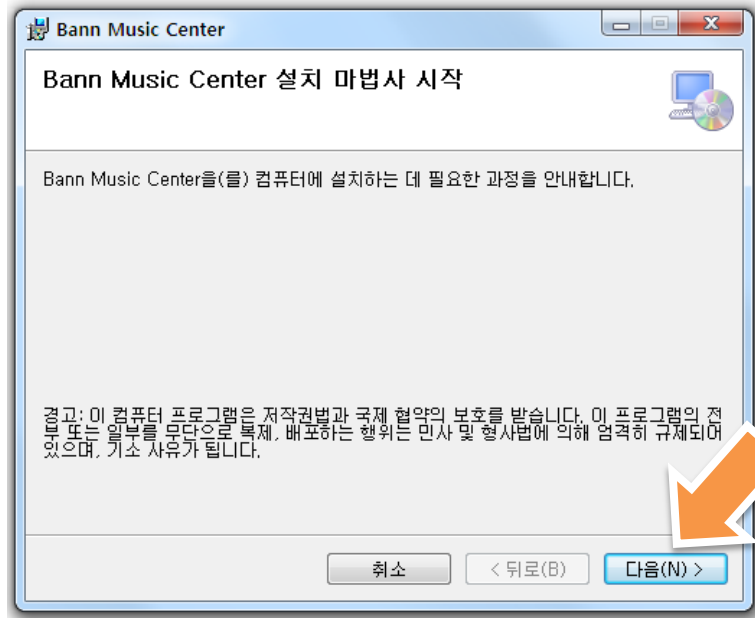 Bann Music Center
Bann Music Center 설치 마법사 시작
Bann Music Center을(를) 컴퓨터에 설치하는 데 필요한 과정을 안내합니다.
경고: 이 컴퓨터 프로그램은 저작권법과 국제 협약의 보호를 받습니다. 이 프로그램의 전
부 또는 일부를 무단으로 복제, 배포하는 행위는 민사 및 형사법에 의해 엄격히 규제되어
있으며, 기소 사유가 됩니다.
취소 < 뒤로(B) 다음(N) >